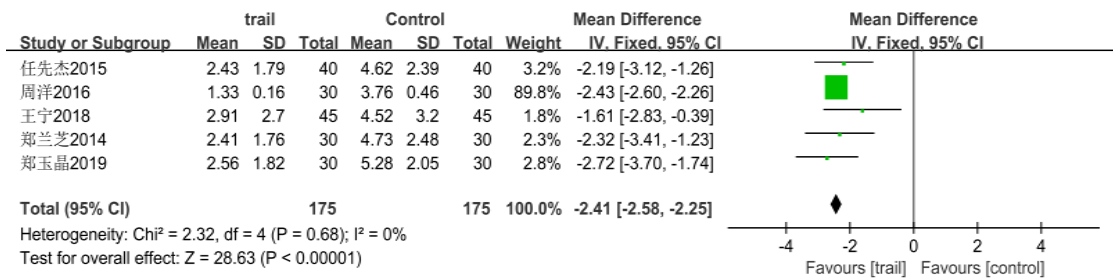 trail Control Mean Difference Mean Difference
Study or Subgroup Mean SD Total Mean SD Total Weight IV, Fixed, 95% CI IV, Fixed, 95% CI
任先杰2015 2.43 1.79 40 4.62 2.39 40 3.2% -2.19 [-3.12, -1.26]
周洋2016 1.33 0.16 30 3.76 0.46 30 89.8% -2.43 [-2.60, -2.26]
王宁2018 2.91 2.7 45 4.52 3.2 45 1.8% -1.61 [-2.83, -0.39]
郑兰芝2014 2.41 1.76 30 4.73 2.48 30 2.3% -2.32 [-3.41, -1.23]
郑玉晶2019 2.56 1.82 30 5.28 2.05 30 2.8% -2.72 [-3.70, -1.74]
Total (95% CI) 175 175 100.0% -2.41 [-2.58, -2.25]
Heterogeneity: Chi² = 2.32, df = 4 (P = 0.68); I² = 0%
Test for overall effect: Z = 28.63 (P < 0.00001)
-4 -2 0 2 4
Favours [trail] Favours [control]